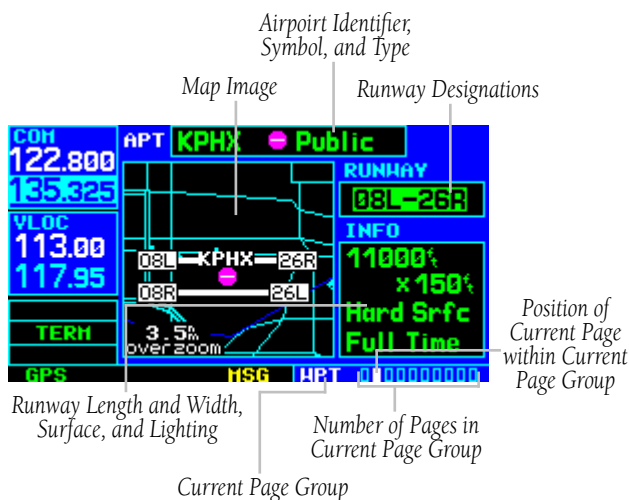 Airpoirt Identifier,
Symbol, and Type
Map Image
Runway Designations
COM
122.800
135.325
APT KPHX Public
RUNWAY
08L-26R
VLOC
113.00
117.95
INFO
11000ft
x 150ft
Hard Srfc
Full Time
08L KPHX 26R
08R 26L
3.5nm
overzoom
TERM
GPS MSG WPT
Position of
Current Page
within Current
Page Group
Runway Length and Width,
Surface, and Lighting
Number of Pages in
Current Page Group
Current Page Group